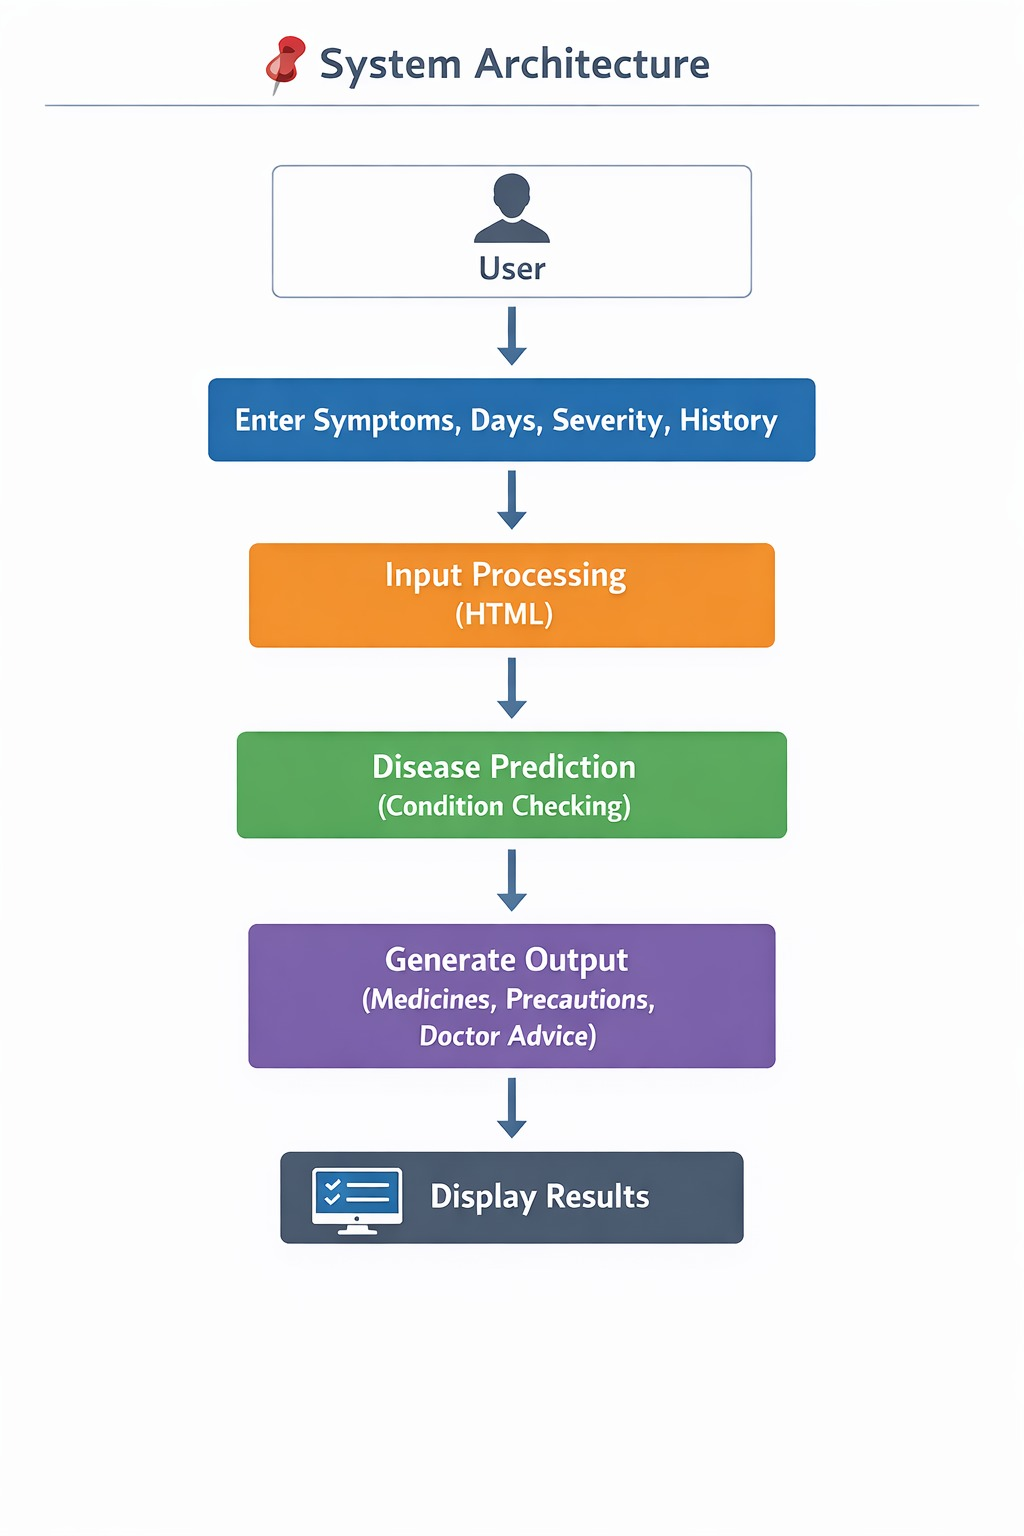 System Architecture
User
Enter Symptoms, Days, Severity, History
Input Processing
(HTML)
Disease Prediction
(Condition Checking)
Generate Output
(Medicines, Precautions,
Doctor Advice)
Display Results